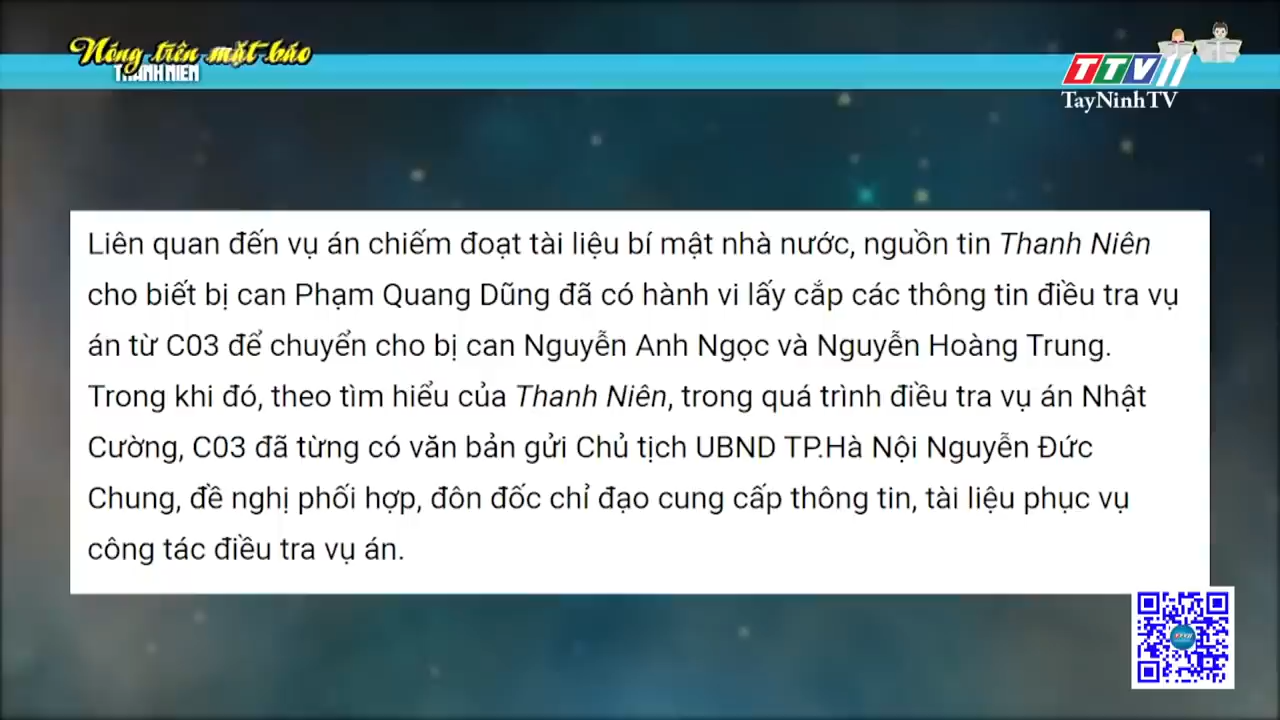 Nóng trên mặt báo
THANH NIÊN
TTV11
TayNinhTV
Liên quan đến vụ án chiếm đoạt tài liệu bí mật nhà nước, nguồn tin Thanh Niên
cho biết bị can Phạm Quang Dũng đã có hành vi lấy cắp các thông tin điều tra vụ
án từ C03 để chuyển cho bị can Nguyễn Anh Ngọc và Nguyễn Hoàng Trung.
Trong khi đó, theo tìm hiểu của Thanh Niên, trong quá trình điều tra vụ án Nhật
Cường, C03 đã từng có văn bản gửi Chủ tịch UBND TP.Hà Nội Nguyễn Đức
Chung, đề nghị phối hợp, đôn đốc chỉ đạo cung cấp thông tin, tài liệu phục vụ
công tác điều tra vụ án.